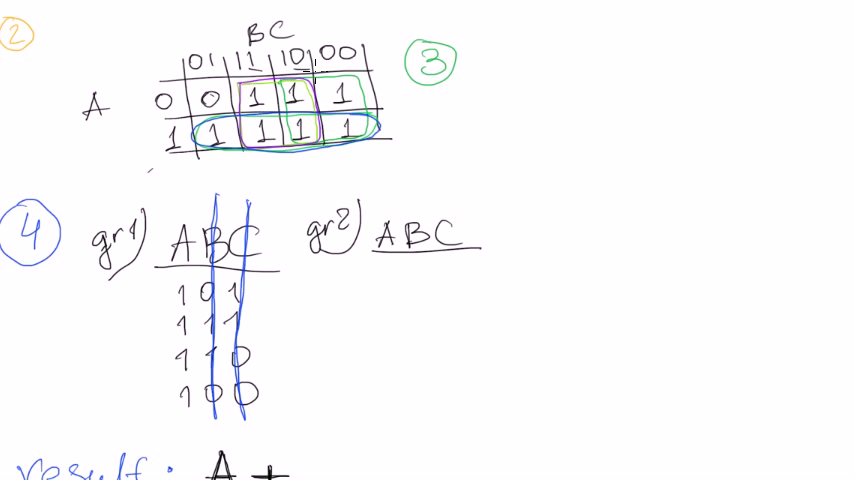 2
BC
01 11 10 00
3
A 0 0 1 1 1
1 1 1 1 1
4
gr1) ABC gr2) ABC
1 0 1
1 1 1
1 1 0
1 0 0
result: A +